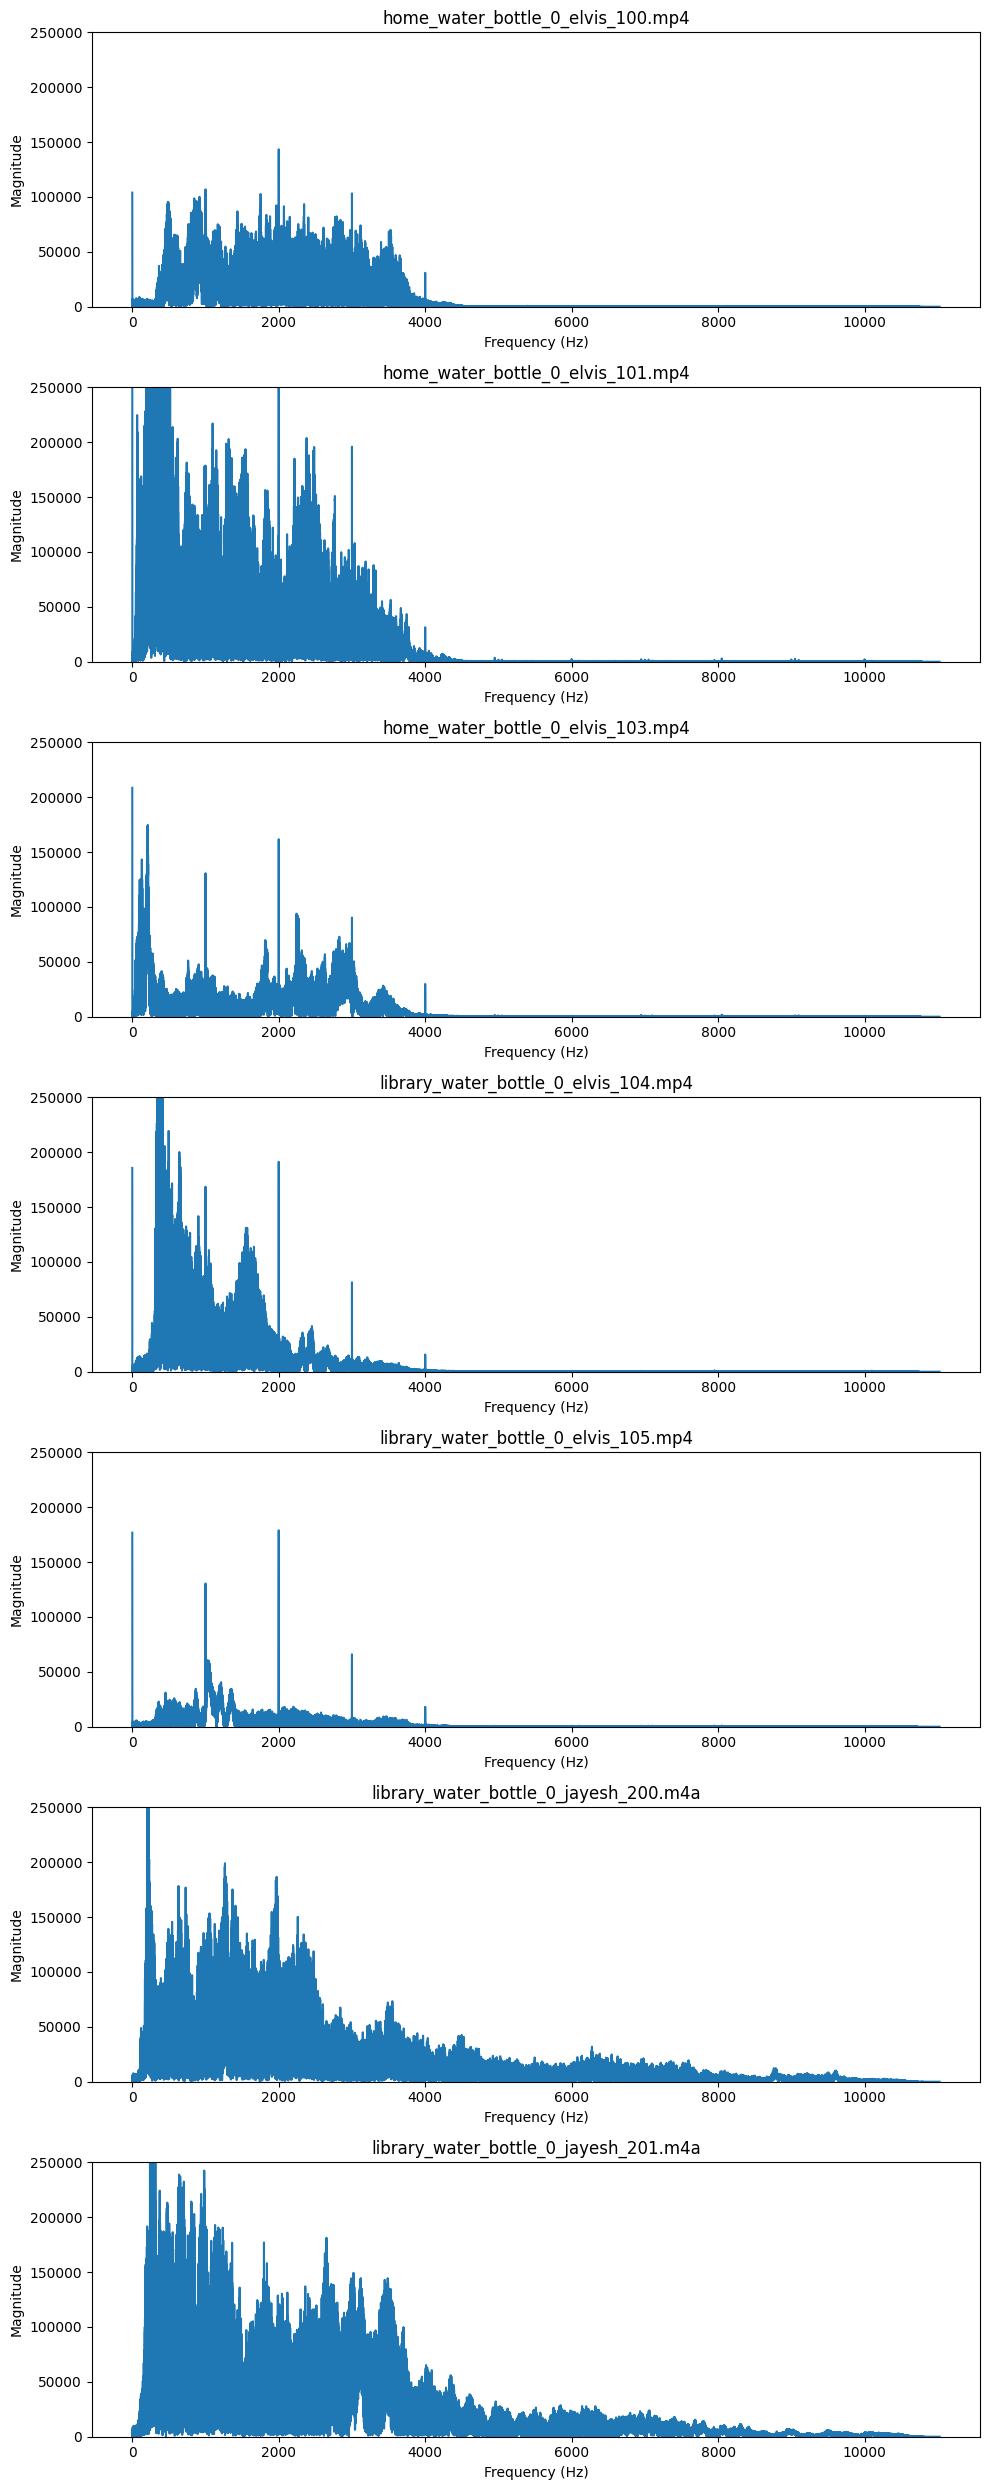 home_water_bottle_0_elvis_100.mp4
250000
200000
150000
100000
50000
0
Magnitude
0 2000 4000 6000 8000 10000
Frequency (Hz)
home_water_bottle_0_elvis_101.mp4
250000
200000
150000
100000
50000
0
Magnitude
0 2000 4000 6000 8000 10000
Frequency (Hz)
home_water_bottle_0_elvis_103.mp4
250000
200000
150000
100000
50000
0
Magnitude
0 2000 4000 6000 8000 10000
Frequency (Hz)
library_water_bottle_0_elvis_104.mp4
250000
200000
150000
100000
50000
0
Magnitude
0 2000 4000 6000 8000 10000
Frequency (Hz)
library_water_bottle_0_elvis_105.mp4
250000
200000
150000
100000
50000
0
Magnitude
0 2000 4000 6000 8000 10000
Frequency (Hz)
library_water_bottle_0_jayesh_200.m4a
250000
200000
150000
100000
50000
0
Magnitude
0 2000 4000 6000 8000 10000
Frequency (Hz)
library_water_bottle_0_jayesh_201.m4a
250000
200000
150000
100000
50000
0
Magnitude
0 2000 4000 6000 8000 10000
Frequency (Hz)